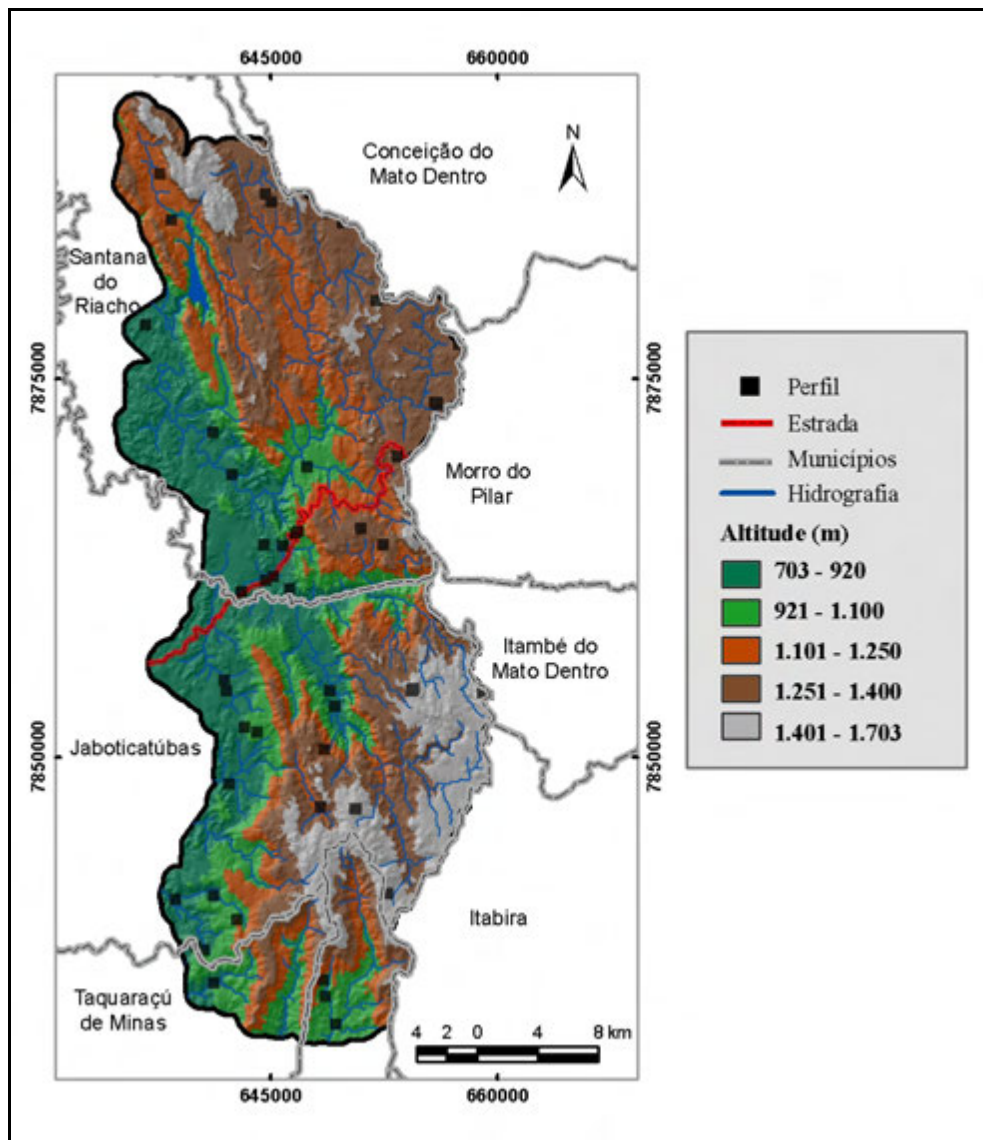 645000 660000
N
Conceição do
Mato Dentro
Santana
do
Riacho
7875000 7875000
Morro do
Pilar
Itambé do
Mato Dentro
Jaboticatúbas
7850000 7850000
Itabira
Taquaraçú
de Minas
4 2 0 4 8 km
645000 660000
Perfil
Estrada
Municípios
Hidrografia
Altitude (m)
703 - 920
921 - 1.100
1.101 - 1.250
1.251 - 1.400
1.401 - 1.703